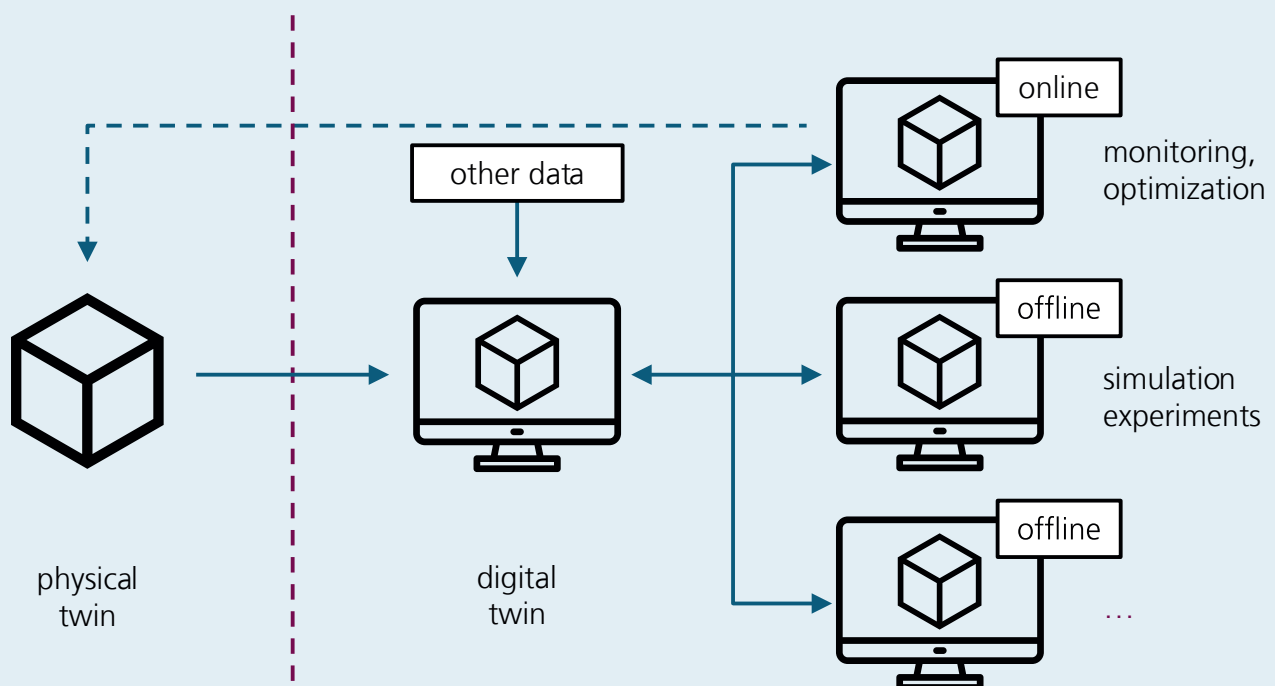 online
monitoring,
optimization
other data
offline
simulation
experiments
offline
physical
twin
digital
twin
...